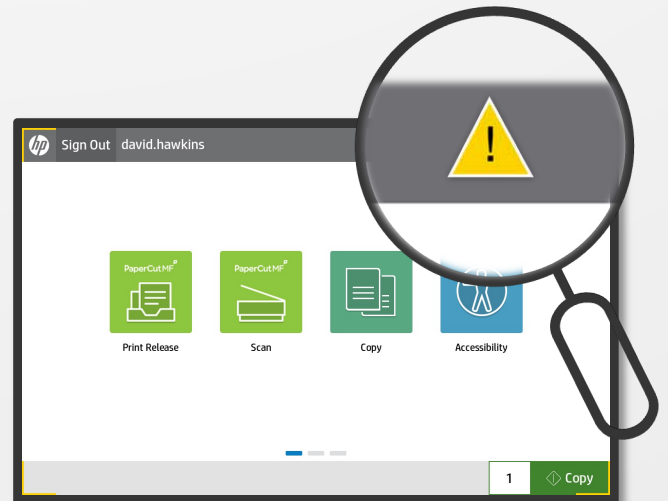 hp
Sign Out david.hawkins
!
PaperCut MF
Print Release
PaperCut MF
Scan
Copy
Accessibility
1 Copy